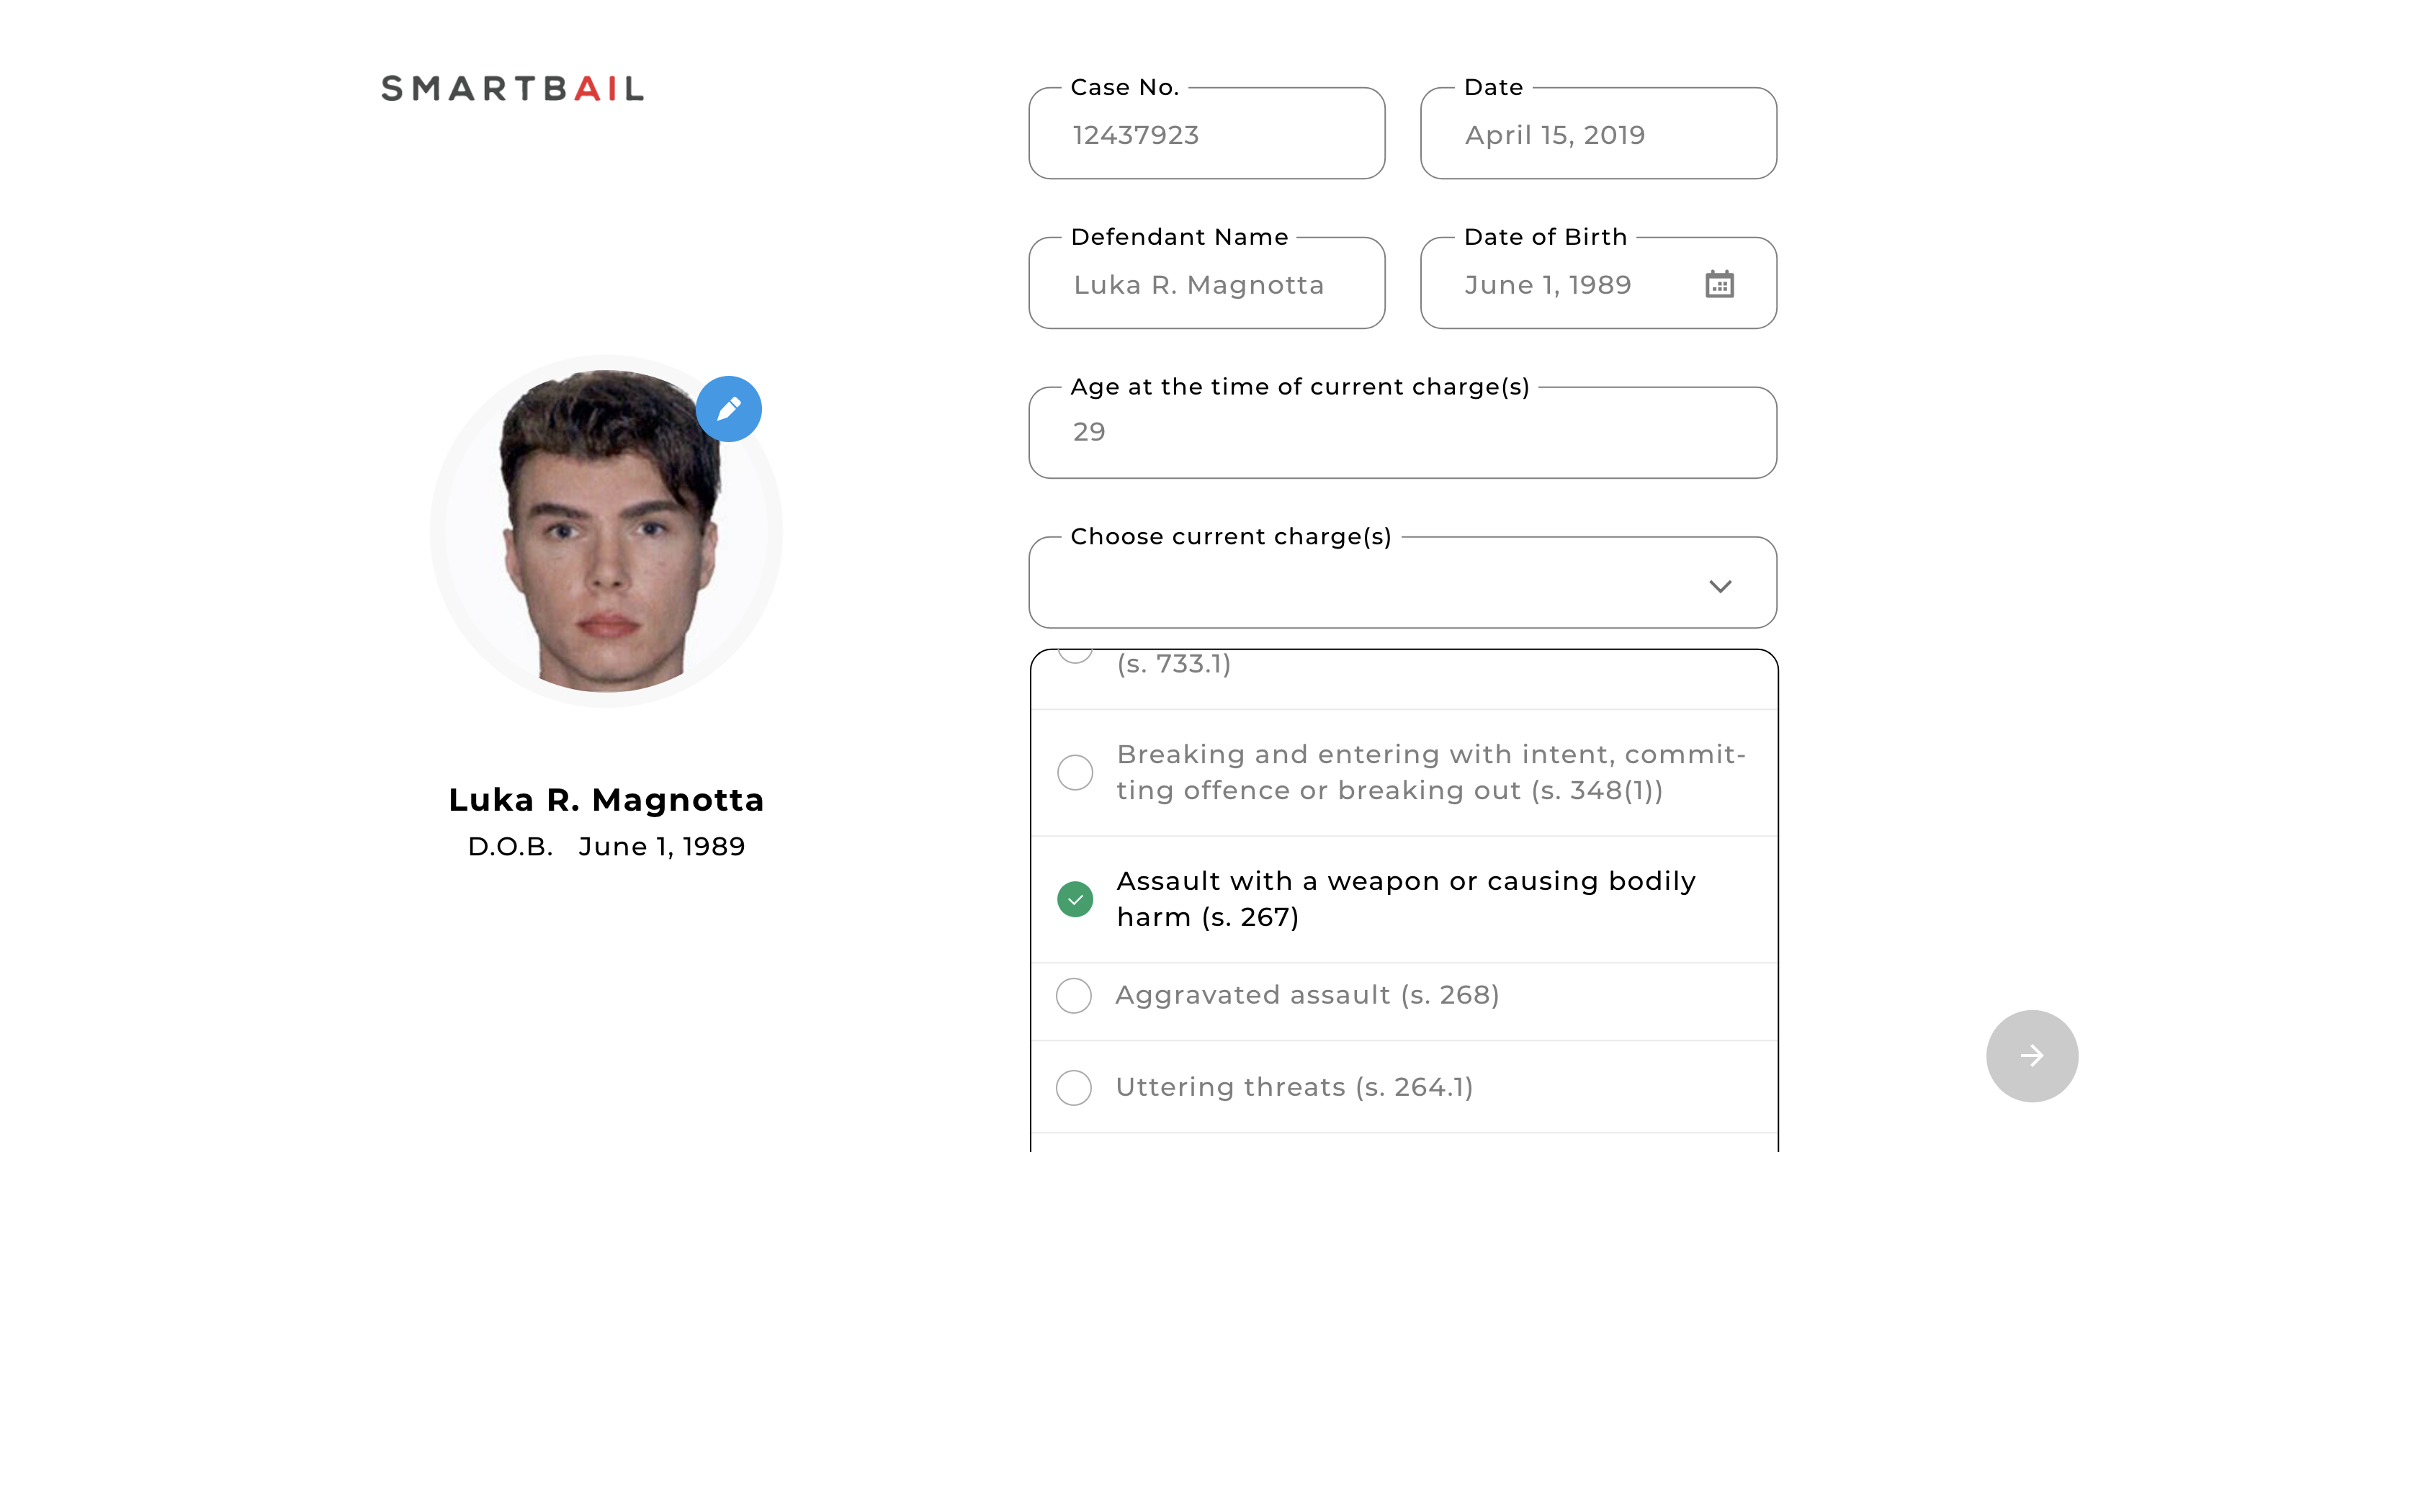 SMARTBAIL
Case No.
12437923
Date
April 15, 2019
Defendant Name
Luka R. Magnotta
Date of Birth
June 1, 1989
Age at the time of current charge(s)
29
Choose current charge(s)
(s. 733.1)
Breaking and entering with intent, commit-
ting offence or breaking out (s. 348(1))
Assault with a weapon or causing bodily
harm (s. 267)
Aggravated assault (s. 268)
Uttering threats (s. 264.1)
Luka R. Magnotta
D.O.B. June 1, 1989